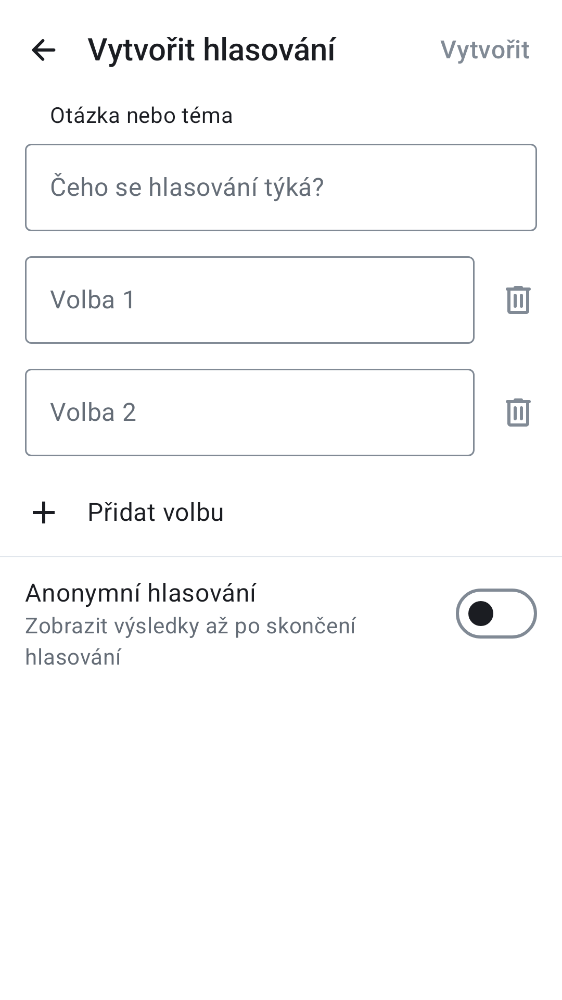 Vytvořit hlasování
Vytvořit
Otázka nebo téma
Čeho se hlasování týká?
Volba 1
Volba 2
Přidat volbu
Anonymní hlasování
Zobrazit výsledky až po skončení
hlasování